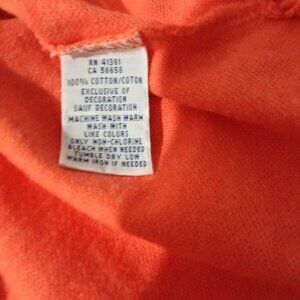 RN 41381
CA 56658
100% COTTON/COTON
EXCLUSIVE OF
DECORATION
SAUF DECORATION
MACHINE WASH WARM
WASH WITH
LIKE COLORS
ONLY NON-CHLORINE
BLEACH WHEN NEEDED
TUMBLE DRY LOW
WARM IRON IF NEEDED